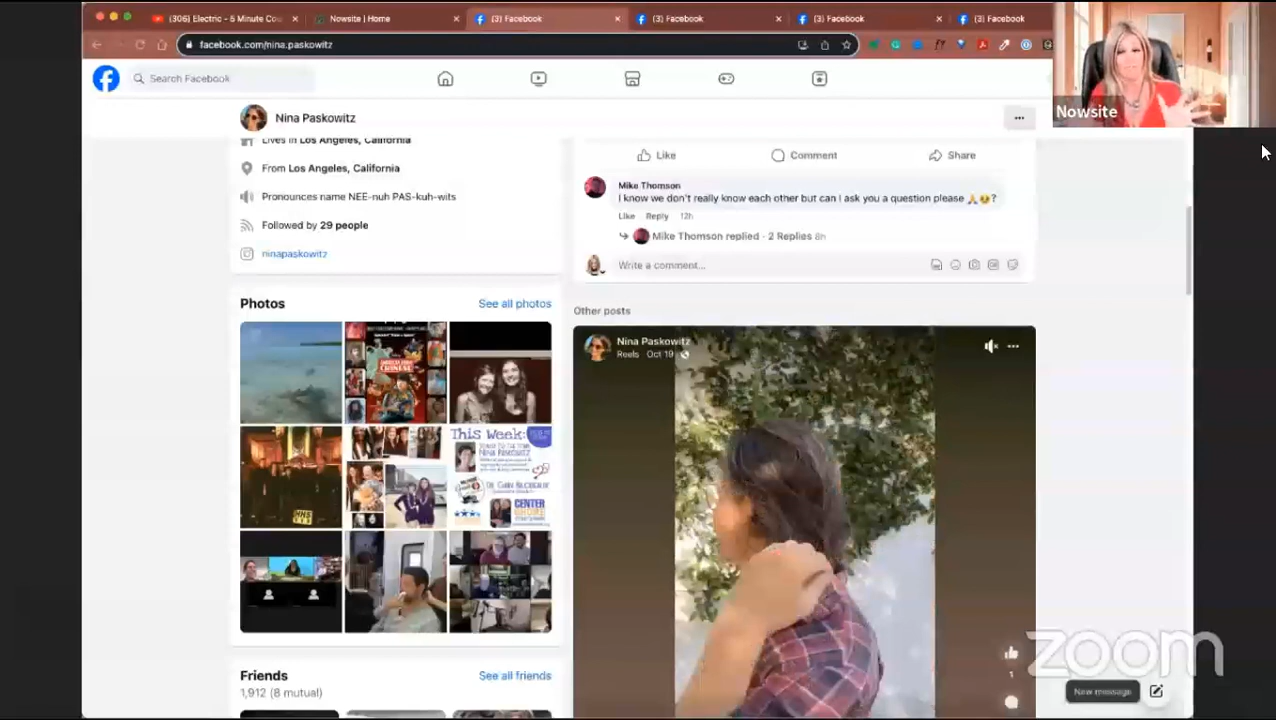 (306) Electric - 5 Minute Cou
Nowsite | Home
(3) Facebook
(3) Facebook
(3) Facebook
(3) Facebook
facebook.com/nina.paskowitz
Search Facebook
Nowsite
Nina Paskowitz
Lives in Los Angeles, California
From Los Angeles, California
Pronounces name NEE-nuh PAS-kuh-wits
Followed by 29 people
ninapaskowitz
Photos
See all photos
This Week:
NINA PASKOWITZ
CENTER
Friends
See all friends
1,912 (8 mutual)
Like
Comment
Share
Mike Thomson
I know we don't really know each other but can I ask you a question please 🙏🥹?
Like Reply 12h
Mike Thomson replied · 2 Replies 8h
Write a comment...
Other posts
Nina Paskowitz
Reels Oct 19
1
zoom
New message